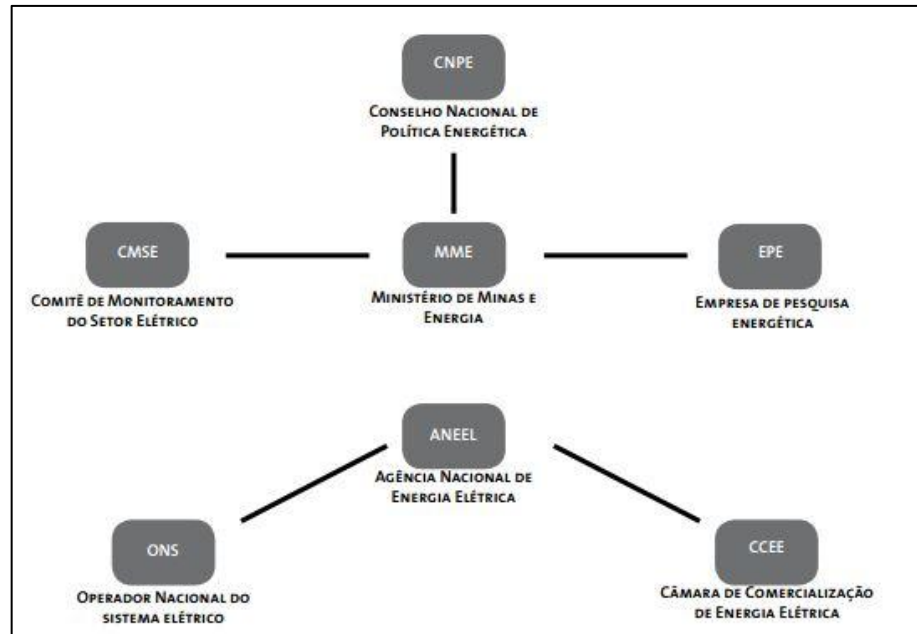 CNPE
CONSELHO NACIONAL DE
POLÍTICA ENERGÉTICA
CMSE
COMITÊ DE MONITORAMENTO
DO SETOR ELÉTRICO
MME
MINISTÉRIO DE MINAS E
ENERGIA
EPE
EMPRESA DE PESQUISA
ENERGÉTICA
ANEEL
AGÊNCIA NACIONAL DE
ENERGIA ELÉTRICA
ONS
OPERADOR NACIONAL DO
SISTEMA ELÉTRICO
CCEE
CÂMARA DE COMERCIALIZAÇÃO
DE ENERGIA ELÉTRICA